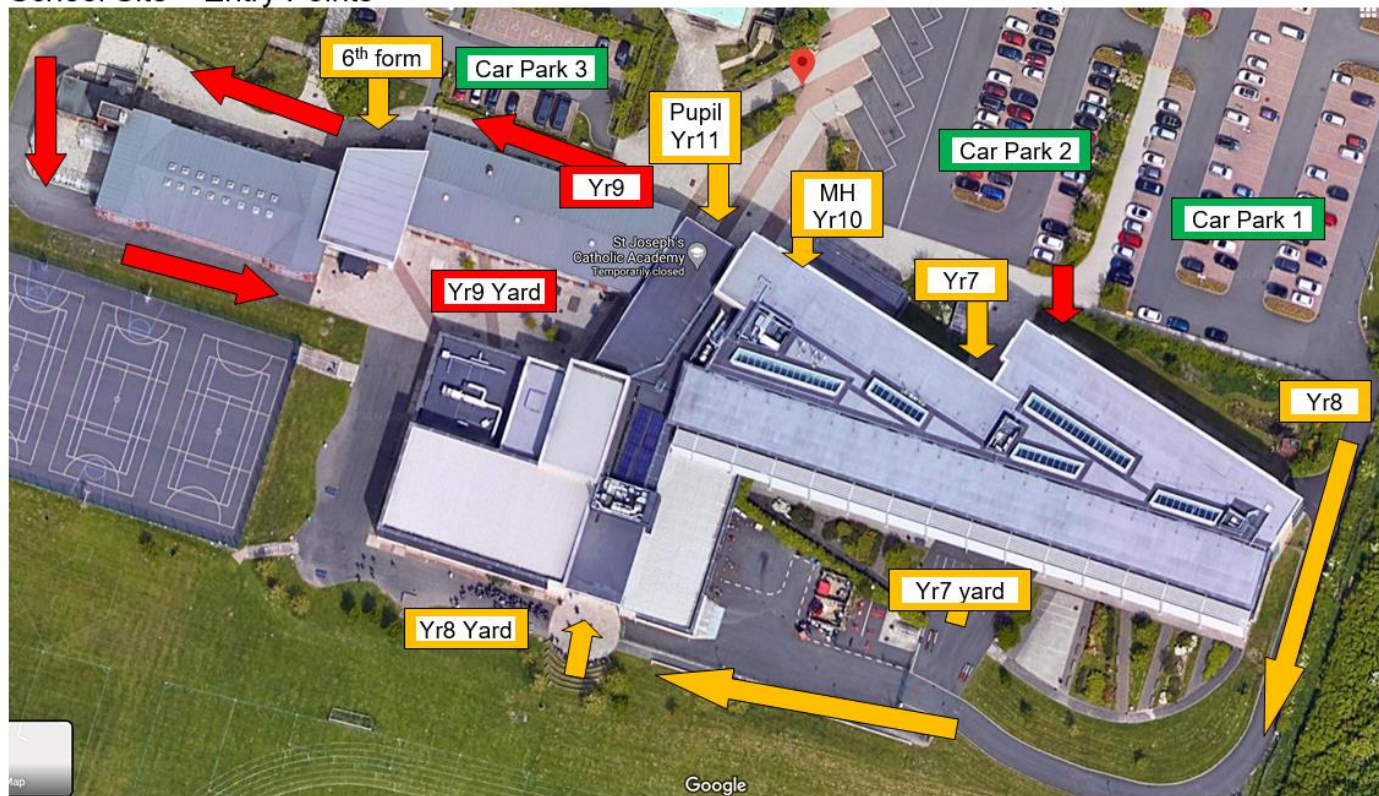 School Site – Entry Points
6th form
Car Park 3
Pupil
Yr11
Car Park 2
MH
Yr10
Car Park 1
Yr9
St Joseph's
Catholic Academy
Temporarily closed
Yr7
Yr9 Yard
Yr8
Yr7 yard
Yr8 Yard
Map
Google